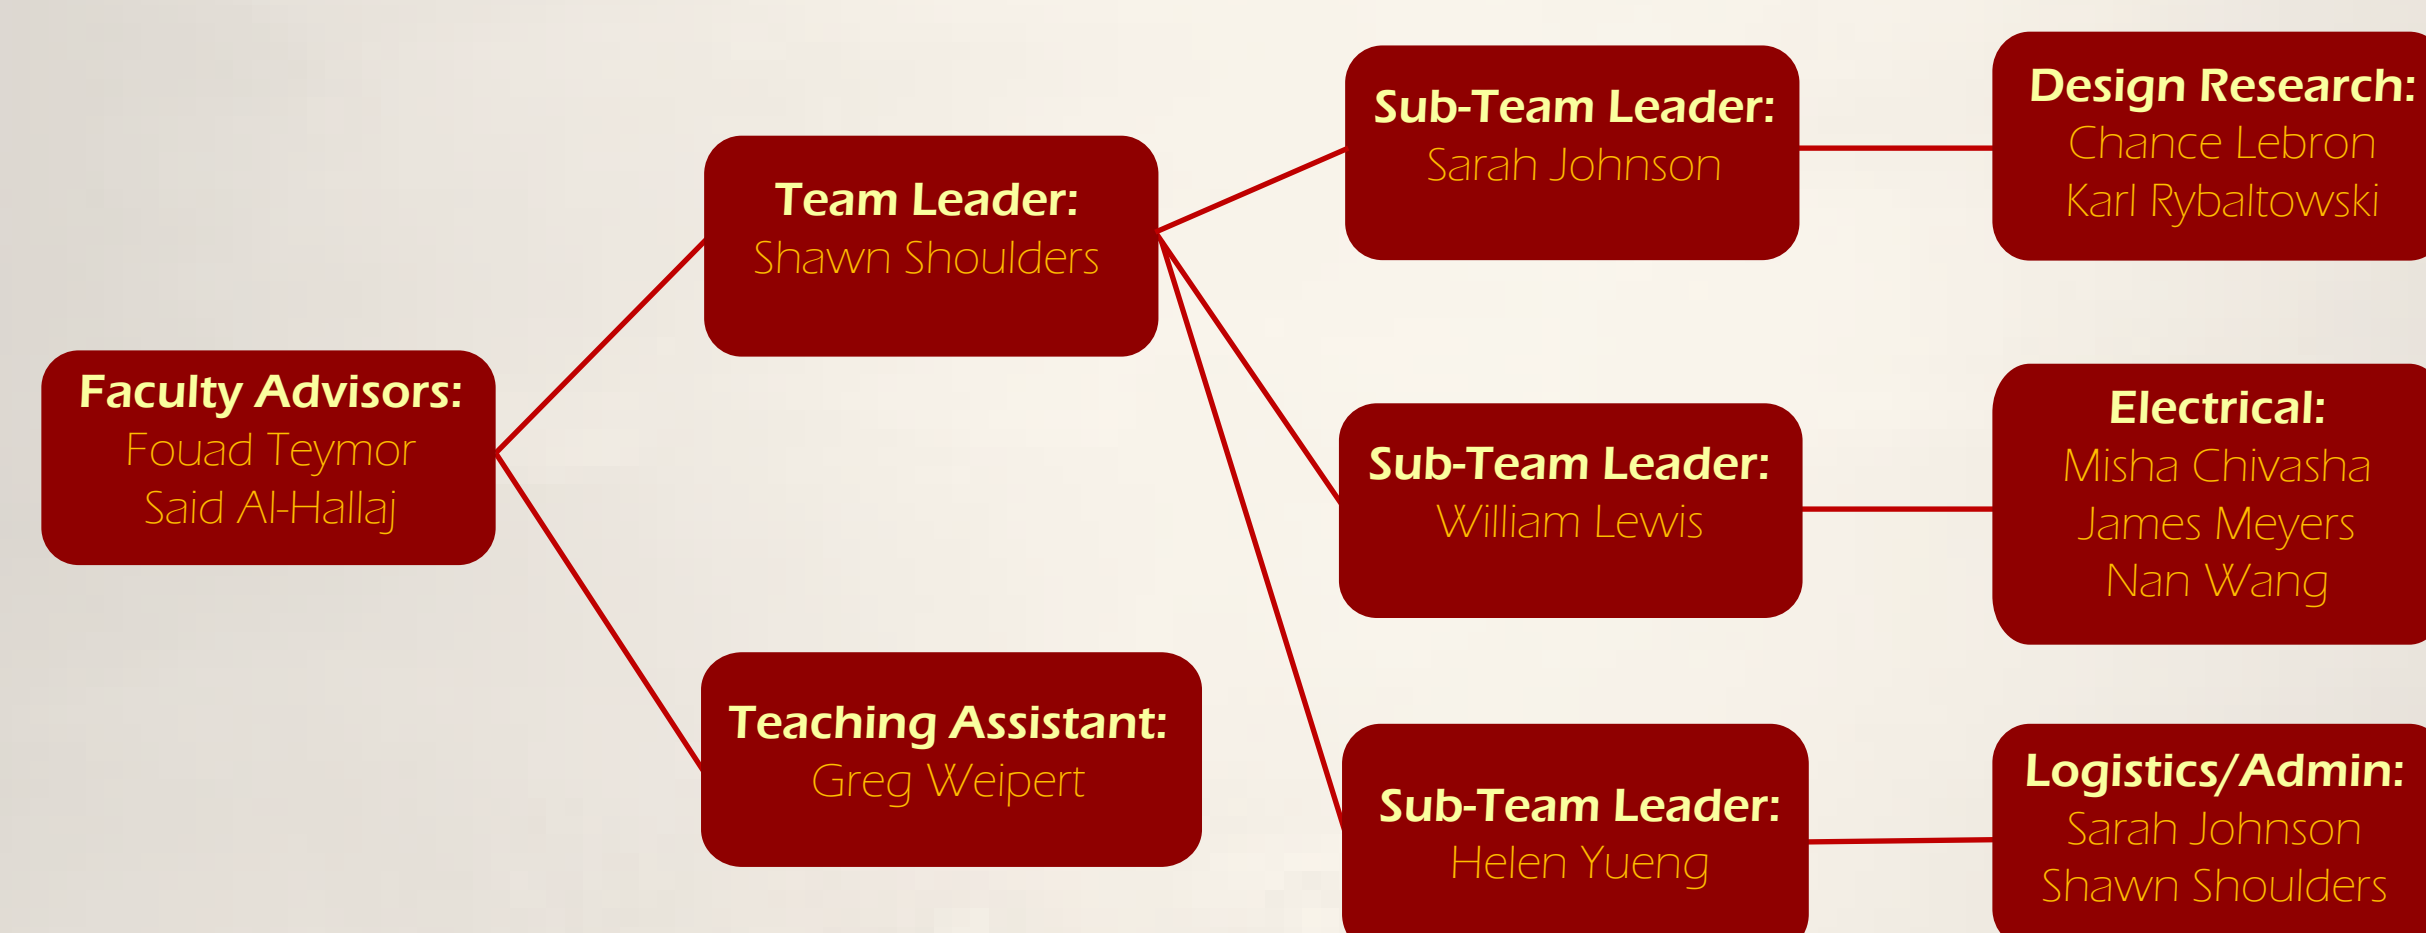 Faculty Advisors:
Fouad Teymor
Said Al-Hallaj
Team Leader:
Shawn Shoulders
Teaching Assistant:
Greg Weipert
Sub-Team Leader:
Sarah Johnson
Sub-Team Leader:
William Lewis
Sub-Team Leader:
Helen Yueng
Design Research:
Chance Lebron
Karl Rybaltowski
Electrical:
Misha Chivasha
James Meyers
Nan Wang
Logistics/Admin:
Sarah Johnson
Shawn Shoulders